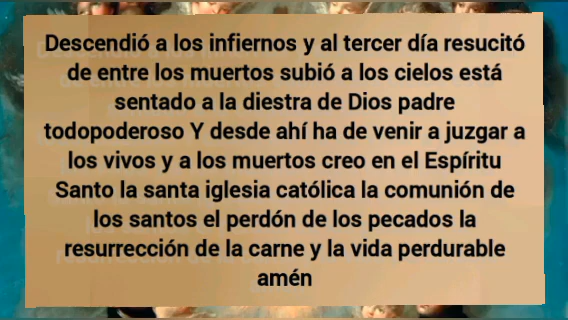 Descendió a los infiernos y al tercer día resucitó
de entre los muertos subió a los cielos está
sentado a la diestra de Dios padre
todopoderoso Y desde ahí ha de venir a juzgar a
los vivos y a los muertos creo en el Espíritu
Santo la santa iglesia católica la comunión de
los santos el perdón de los pecados la
resurrección de la carne y la vida perdurable
amén